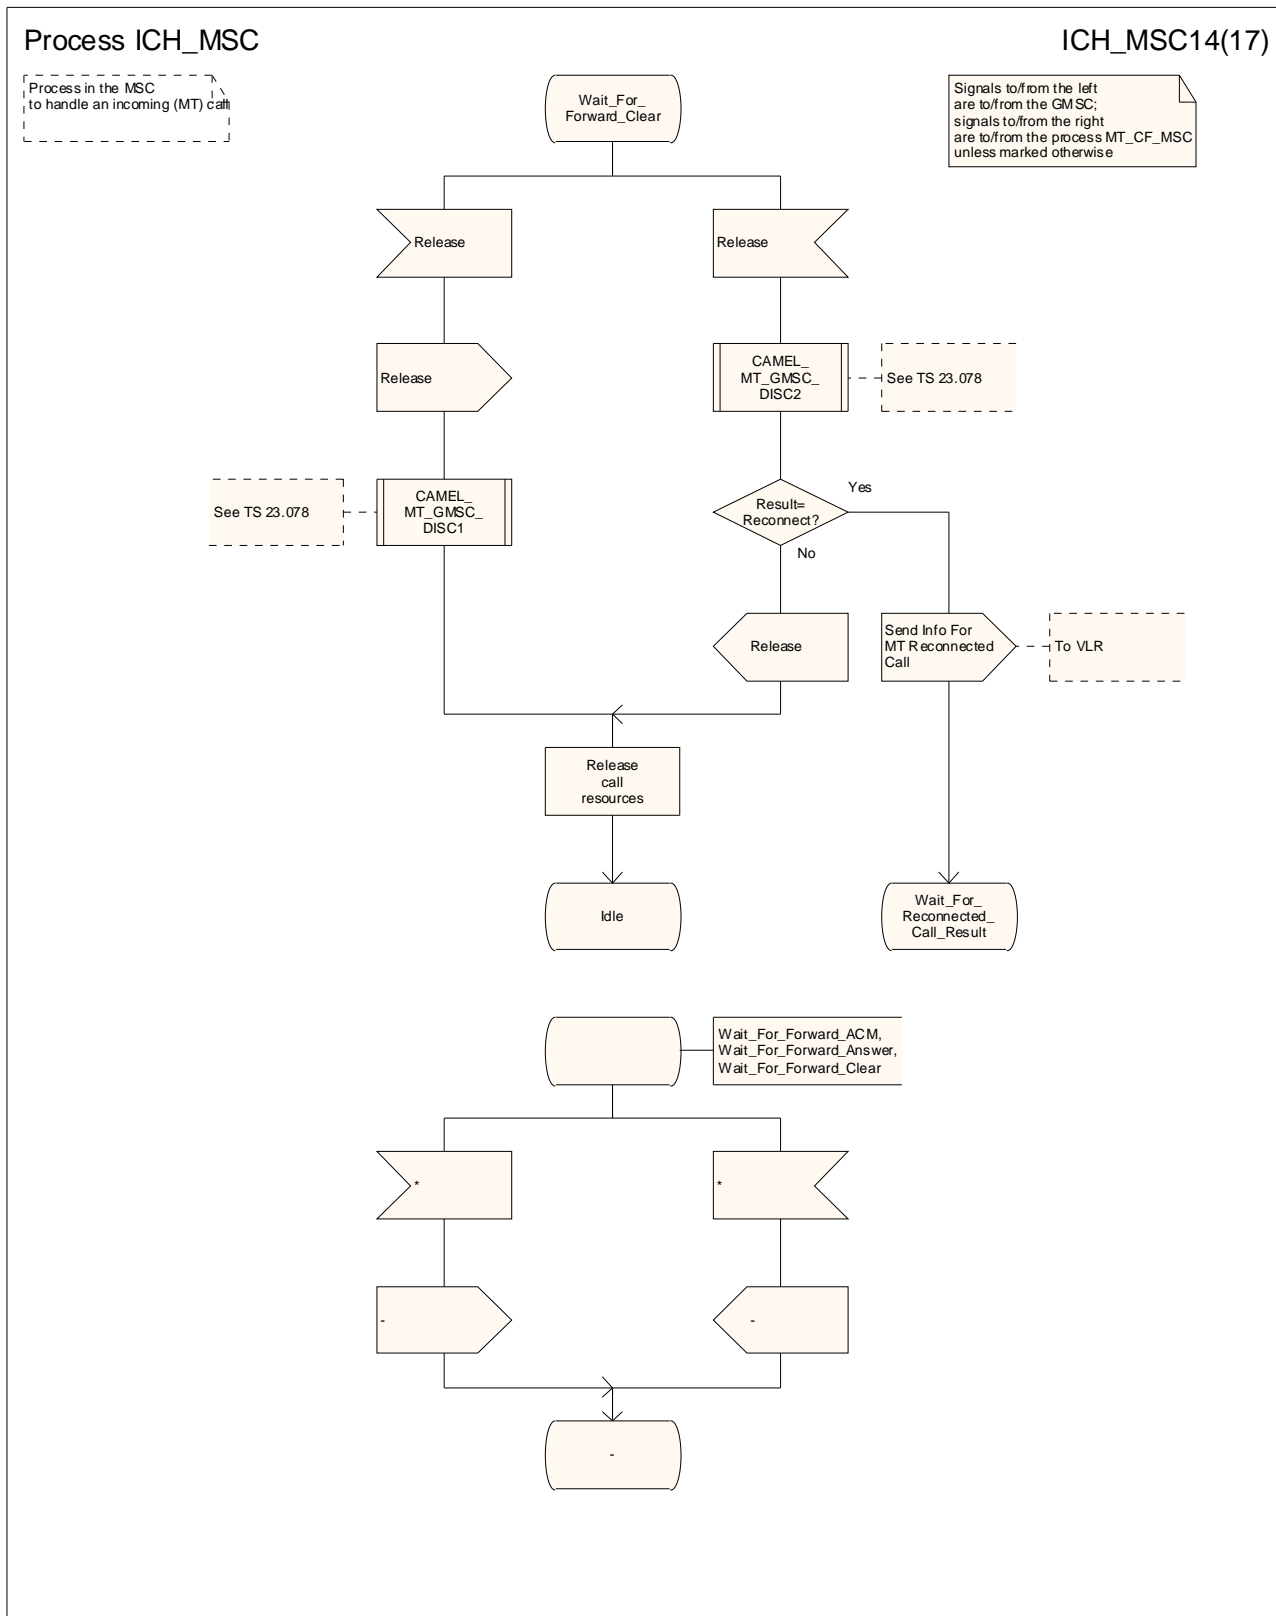 Process ICH_MSC
ICH_MSC14(17)
Process in the MSC
to handle an incoming (MT) call
Signals to/from the left
are to/from the GMSC;
signals to/from the right
are to/from the process MT_CF_MSC
unless marked otherwise
Wait_For_
Forward_Clear
Release
Release
Release
CAMEL_
MT_GMSC_
DISC2
See TS 23.078
See TS 23.078
CAMEL_
MT_GMSC_
DISC1
Result=
Reconnect?
Yes
No
Release
Send Info For
MT Reconnected
Call
To VLR
Release
call
resources
Idle
Wait_For_
Reconnected_
Call_Result
Wait_For_Forward_ACM,
Wait_For_Forward_Answer,
Wait_For_Forward_Clear
*
*
-
-
-